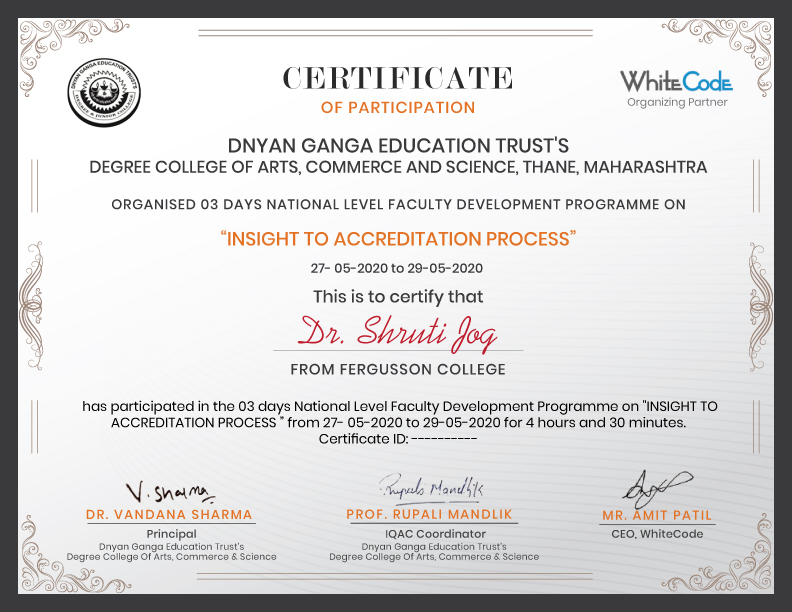 DNYAN GANGA EDUCATION TRUST'S
DEGREE & JUNIOR COLLEGE
CERTIFICATE
OF PARTICIPATION
WhiteCode
Organizing Partner
DNYAN GANGA EDUCATION TRUST'S
DEGREE COLLEGE OF ARTS, COMMERCE AND SCIENCE, THANE, MAHARASHTRA
ORGANISED 03 DAYS NATIONAL LEVEL FACULTY DEVELOPMENT PROGRAMME ON
“INSIGHT TO ACCREDITATION PROCESS”
27- 05-2020 to 29-05-2020
This is to certify that
Dr. Shruti Jog
FROM FERGUSSON COLLEGE
has participated in the 03 days National Level Faculty Development Programme on "INSIGHT TO
ACCREDITATION PROCESS " from 27- 05-2020 to 29-05-2020 for 4 hours and 30 minutes.
Certificate ID: ----------
V. Sharma
Rupali Mandlik
DR. VANDANA SHARMA
PROF. RUPALI MANDLIK
MR. AMIT PATIL
Principal
IQAC Coordinator
CEO, WhiteCode
Dnyan Ganga Education Trust's
Dnyan Ganga Education Trust's
Degree College Of Arts, Commerce & Science
Degree College Of Arts, Commerce & Science